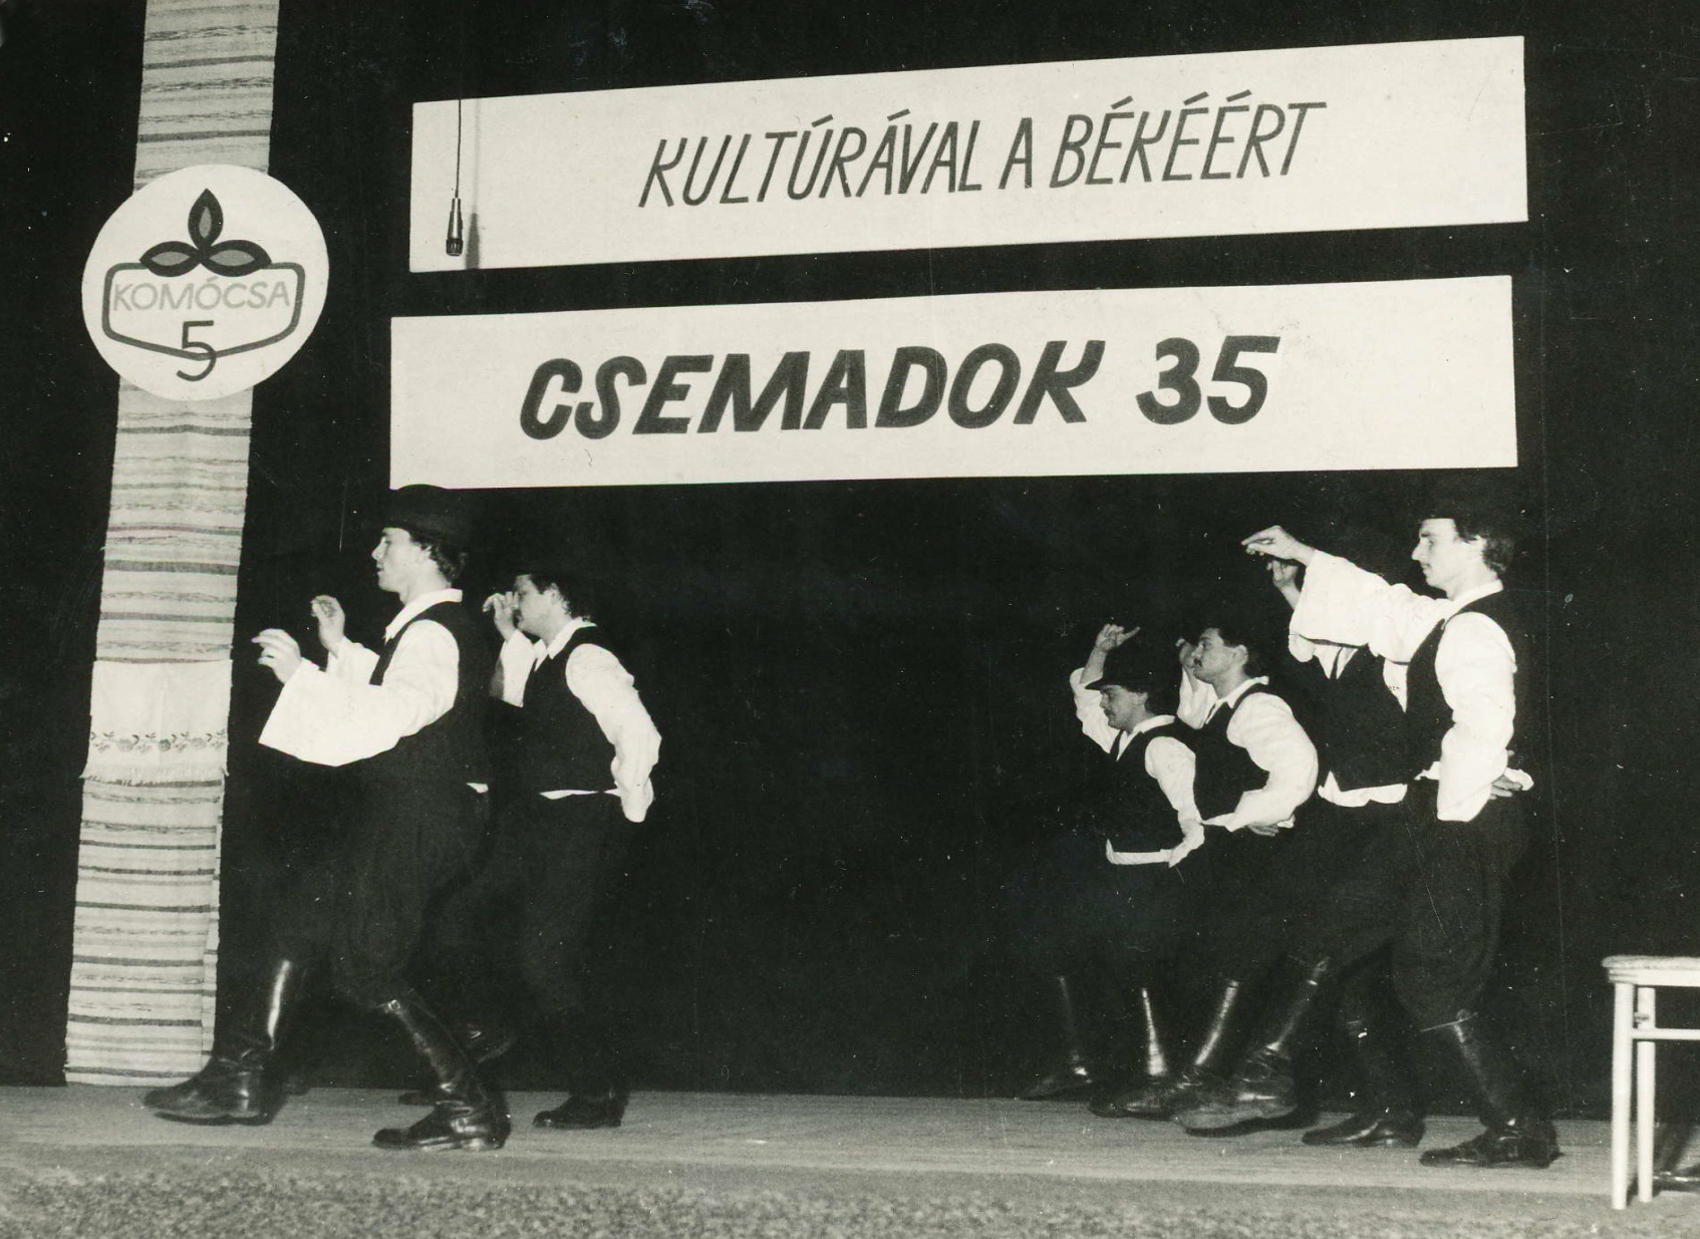 KULTÚRÁVAL A BÉKÉÉRT
KOMÓCSA
5
CSEMADOK 35